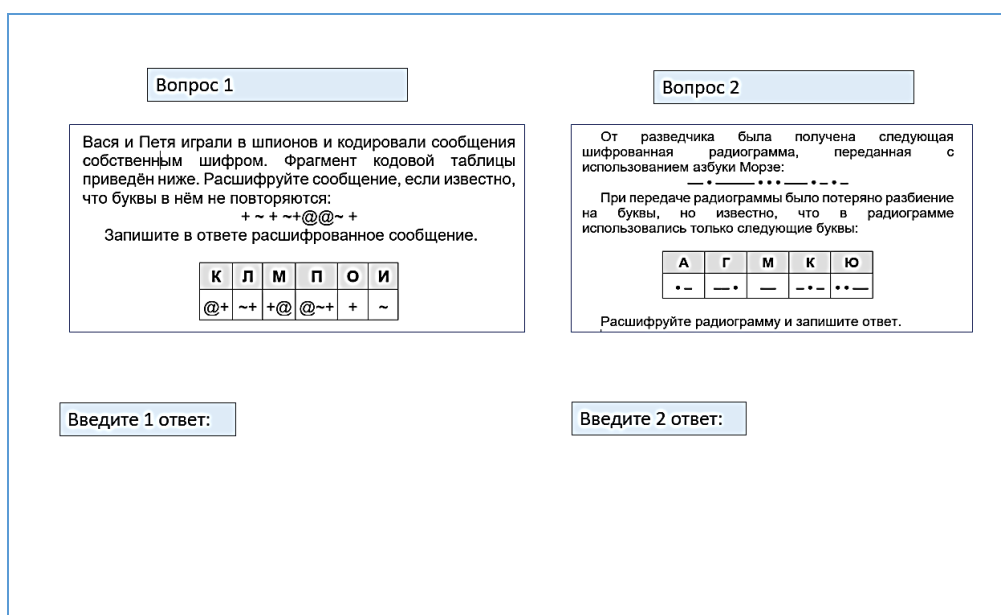 Вопрос 1
Вася и Петя играли в шпионов и кодировали сообщения
собственным шифром. Фрагмент кодовой таблицы
приведён ниже. Расшифруйте сообщение, если известно,
что буквы в нём не повторяются:
+ ~ + ~+@@~ +
Запишите в ответе расшифрованное сообщение.
К Л М П О И
@+ ~+ +@ @~+ + ~
Введите 1 ответ:
Вопрос 2
От разведчика была получена следующая
шифрованная радиограмма, переданная с
использованием азбуки Морзе:
— • —–—— • • • —— • – • –
При передаче радиограммы было потеряно разбиение
на буквы, но известно, что в радиограмме
использовались только следующие буквы:
А Г М К Ю
• – —– • —– – • – • • —–
Расшифруйте радиограмму и запишите ответ.
Введите 2 ответ: